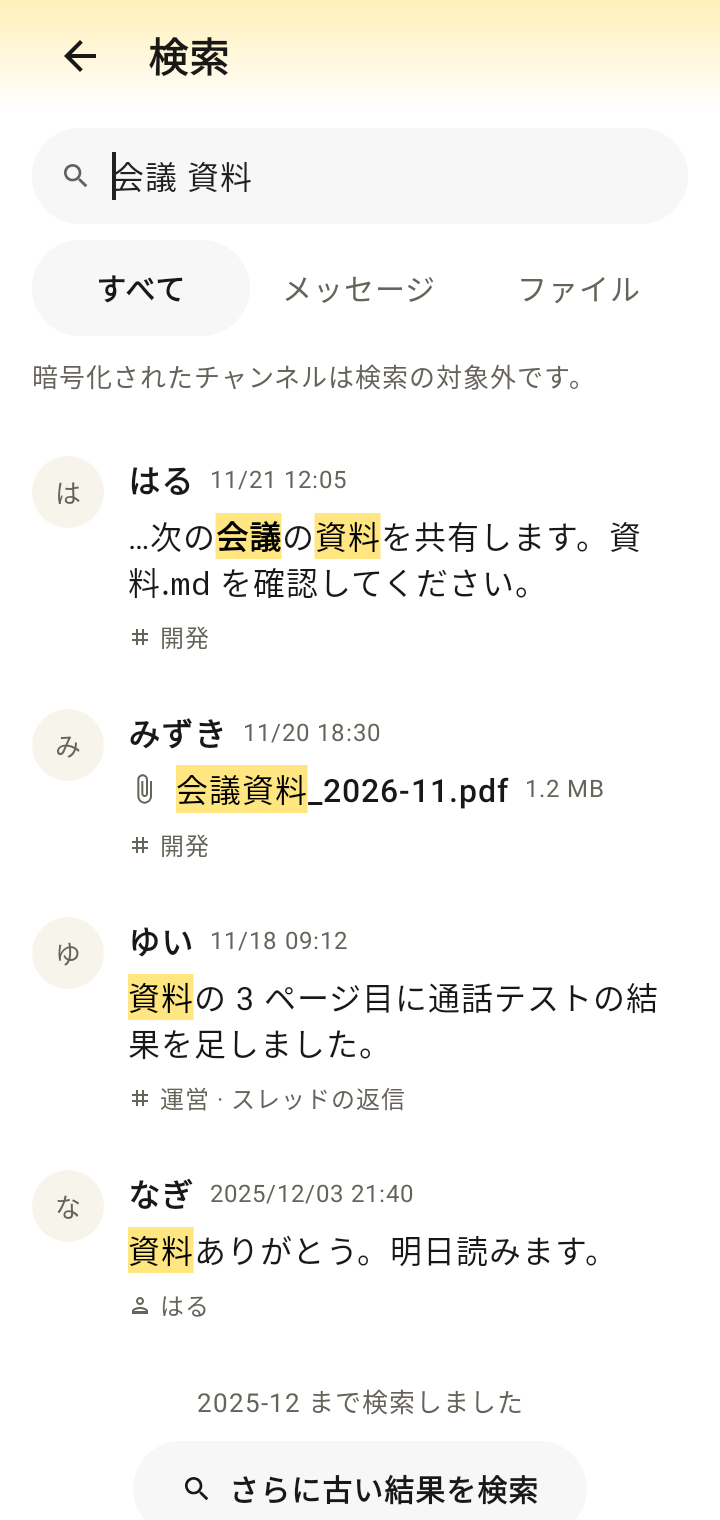 検索
会議 資料
すべて メッセージ ファイル
暗号化されたチャンネルは検索の対象外です。
は はる 11/21 12:05
…次の会議の資料を共有します。資
料.md を確認してください。
# 開発
み みずき 11/20 18:30
会議資料_2026-11.pdf 1.2 MB
# 開発
ゆ ゆい 11/18 09:12
資料の 3 ページ目に通話テストの結
果を足しました。
# 運営 · スレッドの返信
な なぎ 2025/12/03 21:40
資料ありがとう。明日読みます。
はる
2025-12 まで検索しました
さらに古い結果を検索